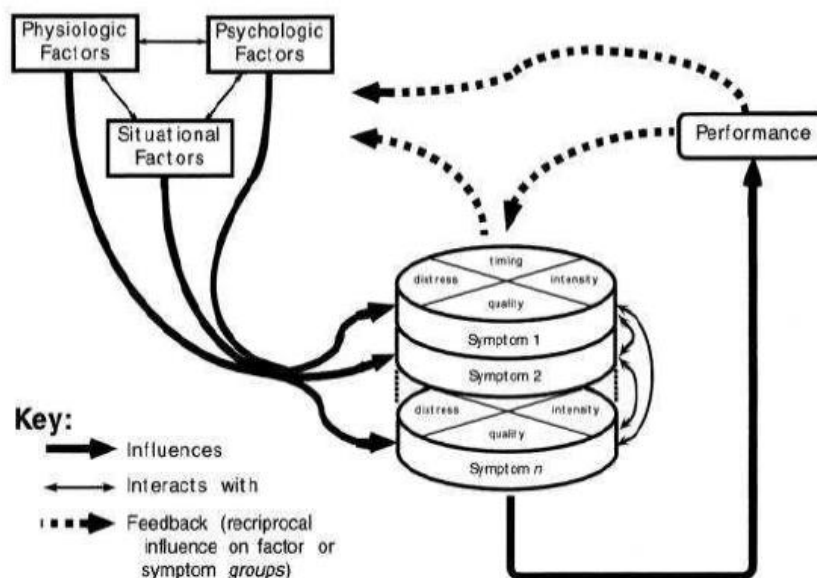 Physiologic
Factors
Psychologic
Factors
Situational
Factors
Performance
timing
distress
intensity
quality
Symptom 1
Symptom 2
distress
intensity
quality
Symptom n
Key:
Influences
Interacts with
Feedback (recriprocal
influence on factor or
symptom groups)